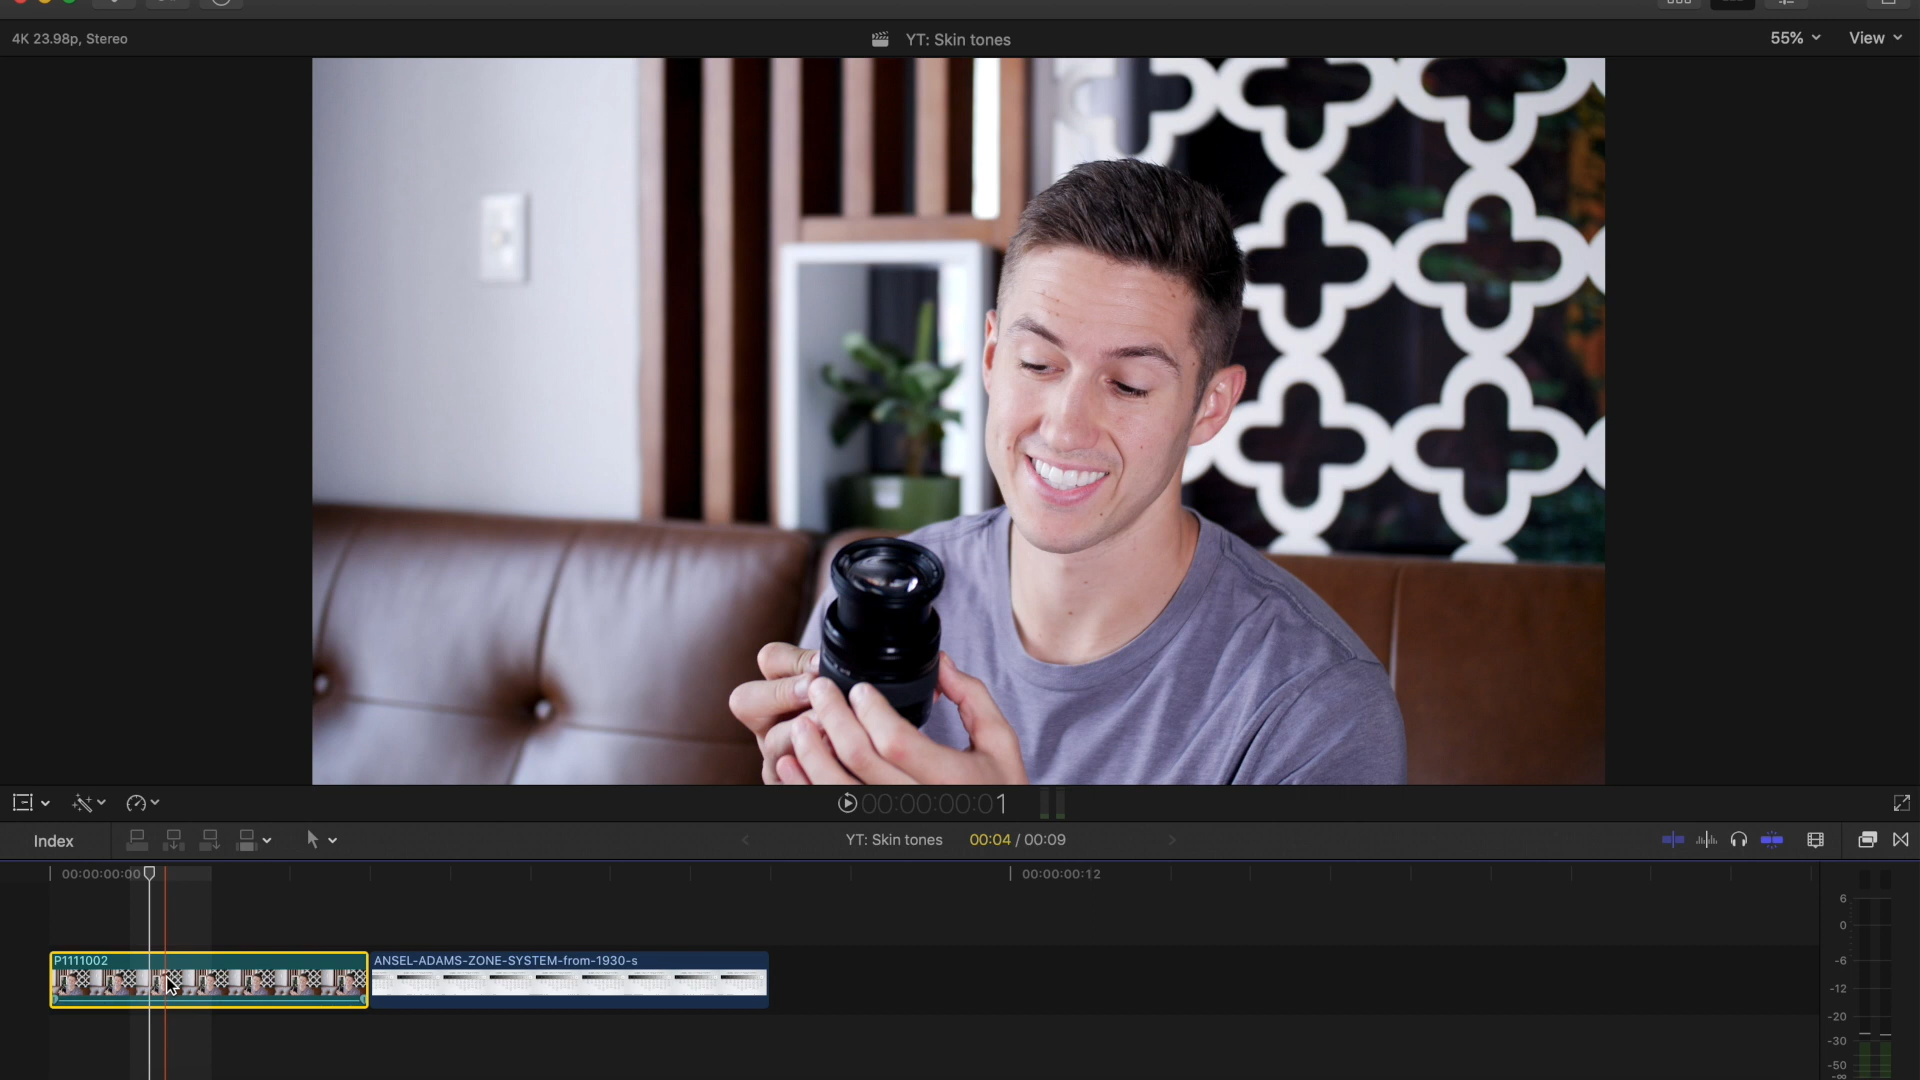 4K 23.98p, Stereo
YT: Skin tones
55%
View
00:00:00:01
Index
YT: Skin tones
00:04 / 00:09
00:00:00:00
00:00:00:12
P1111002
ANSEL-ADAMS-ZONE-SYSTEM-from-1930-s
6
0
-6
-12
-20
-30
-50
-∞